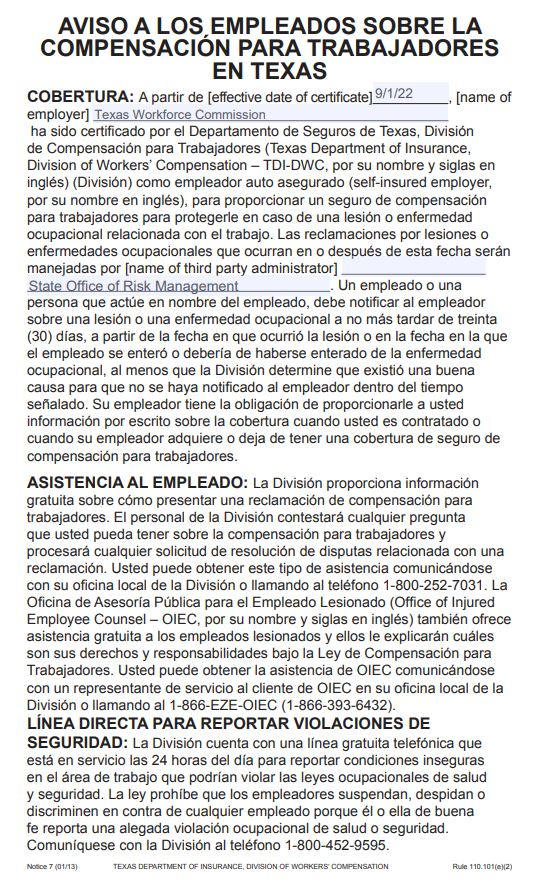 AVISO A LOS EMPLEADOS SOBRE LA
COMPENSACIÓN PARA TRABAJADORES
EN TEXAS
COBERTURA: A partir de [effective date of certificate] 9/1/22, [name of
employer] Texas Workforce Commission
ha sido certificado por el Departamento de Seguros de Texas, División
de Compensación para Trabajadores (Texas Department of Insurance,
Division of Workers' Compensation – TDI-DWC, por su nombre y siglas en
inglés) (División) como empleador auto asegurado (self-insured employer,
por su nombre en inglés), para proporcionar un seguro de compensación
para trabajadores para protegerle en caso de una lesión o enfermedad
ocupacional relacionada con el trabajo. Las reclamaciones por lesiones o
enfermedades ocupacionales que ocurran en o después de esta fecha serán
manejadas por [name of third party administrator]
State Office of Risk Management. Un empleado o una
persona que actúe en nombre del empleado, debe notificar al empleador
sobre una lesión o una enfermedad ocupacional a no más tardar de treinta
(30) días, a partir de la fecha en que ocurrió la lesión o en la fecha en la que
el empleado se enteró o debería de haberse enterado de la enfermedad
ocupacional, al menos que la División determine que existió una buena
causa para que no se haya notificado al empleador dentro del tiempo
señalado. Su empleador tiene la obligación de proporcionarle a usted
información por escrito sobre la cobertura cuando usted es contratado o
cuando su empleador adquiere o deja de tener una cobertura de seguro de
compensación para trabajadores.
ASISTENCIA AL EMPLEADO: La División proporciona información
gratuita sobre cómo presentar una reclamación de compensación para
trabajadores. El personal de la División contestará cualquier pregunta
que usted pueda tener sobre la compensación para trabajadores y
procesará cualquier solicitud de resolución de disputas relacionada con una
reclamación. Usted puede obtener este tipo de asistencia comunicándose
con su oficina local de la División o llamando al teléfono 1-800-252-7031. La
Oficina de Asesoría Pública para el Empleado Lesionado (Office of Injured
Employee Counsel – OIEC, por su nombre y siglas en inglés) también ofrece
asistencia gratuita a los empleados lesionados y ellos le explicarán cuáles
son sus derechos y responsabilidades bajo la Ley de Compensación para
Trabajadores. Usted puede obtener la asistencia de OIEC comunicándose
con un representante de servicio al cliente de OIEC en su oficina local de la
División o llamando al 1-866-EZE-OIEC (1-866-393-6432).
LÍNEA DIRECTA PARA REPORTAR VIOLACIONES DE
SEGURIDAD: La División cuenta con una línea gratuita telefónica que
está en servicio las 24 horas del día para reportar condiciones inseguras
en el área de trabajo que podrían violar las leyes ocupacionales de salud
y seguridad. La ley prohíbe que los empleadores suspendan, despidan o
discriminen en contra de cualquier empleado porque él o ella de buena
fe reporta una alegada violación ocupacional de salud o seguridad.
Comuníquese con la División al teléfono 1-800-452-9595.
Notice 7 (01/13) TEXAS DEPARTMENT OF INSURANCE, DIVISION OF WORKERS' COMPENSATION Rule 110.101(e)(2)